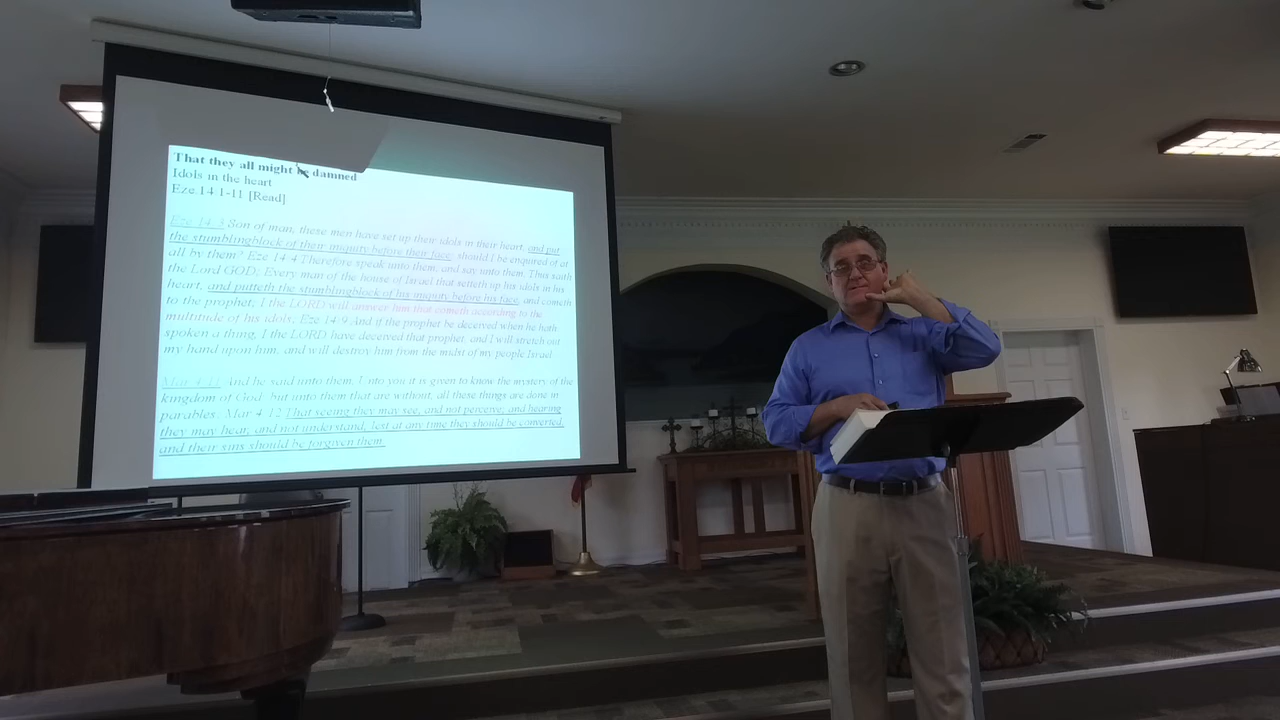 That they all might be damned
Idols in the heart
Eze 14 1-11 [Read]
Eze 14:3 Son of man, these men have set up their idols in their heart, and put
the stumblingblock of their iniquity before their face: should I be enquired of at
all by them? Eze 14:4 Therefore speak unto them, and say unto them, Thus saith
the Lord GOD; Every man of the house of Israel that setteth up his idols in his
heart, and putteth the stumblingblock of his iniquity before his face, and cometh
to the prophet; I the LORD will answer him that cometh according to the
multitude of his idols; Eze 14:9 And if the prophet be deceived when he hath
spoken a thing, I the LORD have deceived that prophet, and I will stretch out
my hand upon him, and will destroy him from the midst of my people Israel
Mar 4:11 And he said unto them, Unto you it is given to know the mystery of the
kingdom of God: but unto them that are without, all these things are done in
parables: Mar 4:12 That seeing they may see, and not perceive; and hearing
they may hear, and not understand; lest at any time they should be converted,
and their sins should be forgiven them.